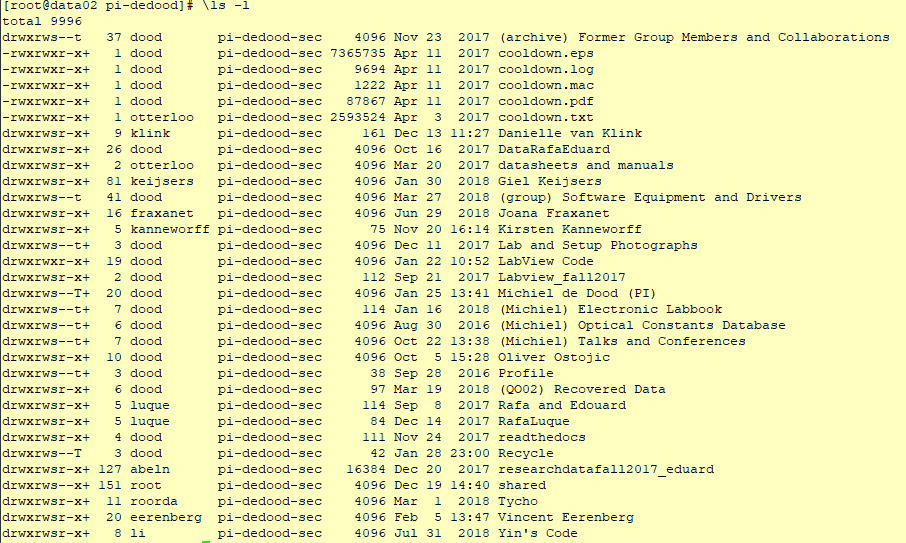 [root@data02 pi-dedood]# \ls -l
total 9996
drwxrws--t  37 dood       pi-dedood-sec    4096 Nov 23  2017 (archive) Former Group Members and Collaborations
-rwxrwxr-x+  1 dood       pi-dedood-sec 7365735 Apr 11  2017 cooldown.eps
-rwxrwxr-x+  1 dood       pi-dedood-sec    9694 Apr 11  2017 cooldown.log
-rwxrwxr-x+  1 dood       pi-dedood-sec    1222 Apr 11  2017 cooldown.mac
-rwxrwxr-x+  1 dood       pi-dedood-sec   87867 Apr 11  2017 cooldown.pdf
-rwxrwxr-x+  1 otterloo   pi-dedood-sec 2593524 Apr  3  2017 cooldown.txt
drwxrwsr-x+  9 klink      pi-dedood-sec     161 Dec 13 11:27 Danielle van Klink
drwxrwsr-x+ 26 dood       pi-dedood-sec    4096 Oct 16  2017 DataRafaEduard
drwxrwsr-x+  2 otterloo   pi-dedood-sec    4096 Mar 20  2017 datasheets and manuals
drwxrwsr-x+ 81 keijsers   pi-dedood-sec    4096 Jan 30  2018 Giel Keijsers
drwxrws--t  41 dood       pi-dedood-sec    4096 Mar 27  2018 (group) Software Equipment and Drivers
drwxrwsr-x+ 16 fraxanet   pi-dedood-sec    4096 Jun 29  2018 Joana Fraxanet
drwxrwsr-x+  5 kanneworff pi-dedood-sec      75 Nov 20 16:14 Kirsten Kanneworff
drwxrws--t+  3 dood       pi-dedood-sec    4096 Dec 11  2017 Lab and Setup Photographs
drwxrwxr-x+ 19 dood       pi-dedood-sec    4096 Jan 22 10:52 LabView Code
drwxrwsr-x+  2 dood       pi-dedood-sec     112 Sep 21  2017 Labview_fall2017
drwxrws--T+ 20 dood       pi-dedood-sec    4096 Jan 25 13:41 Michiel de Dood (PI)
drwxrws--t+  7 dood       pi-dedood-sec     114 Jan 16  2018 (Michiel) Electronic Labbook
drwxrws--t+  6 dood       pi-dedood-sec    4096 Aug 30  2016 (Michiel) Optical Constants Database
drwxrws--t+  7 dood       pi-dedood-sec    4096 Oct 22 13:38 (Michiel) Talks and Conferences
drwxrwsr-x+ 10 dood       pi-dedood-sec    4096 Oct  5 15:28 Oliver Ostojic
drwxrws--t+  3 dood       pi-dedood-sec      38 Sep 28  2016 Profile
drwxrwsr-x+  6 dood       pi-dedood-sec      97 Mar 19  2018 (QO02) Recovered Data
drwxrwsr-x+  5 luque      pi-dedood-sec     114 Sep  8  2017 Rafa and Edouard
drwxrwsr-x+  5 luque      pi-dedood-sec      84 Dec 14  2017 RafaLuque
drwxrwsr-x+  4 dood       pi-dedood-sec     111 Nov 24  2017 readthedocs
drwxrws--T   3 dood       pi-dedood-sec      42 Jan 28 23:00 Recycle
drwxrwsr-x+ 127 abeln      pi-dedood-sec   16384 Dec 20  2017 researchdatafall2017_eduard
drwxrws--x+ 151 root       pi-dedood-sec    4096 Dec 19 14:40 shared
drwxrwsr-x+ 11 roorda     pi-dedood-sec    4096 Mar  1  2018 Tycho
drwxrwsr-x+ 20 eerenberg  pi-dedood-sec    4096 Feb  5 13:47 Vincent Eerenberg
drwxrwsr-x+  8 li         pi-dedood-sec    4096 Jul 31  2018 Yin's Code